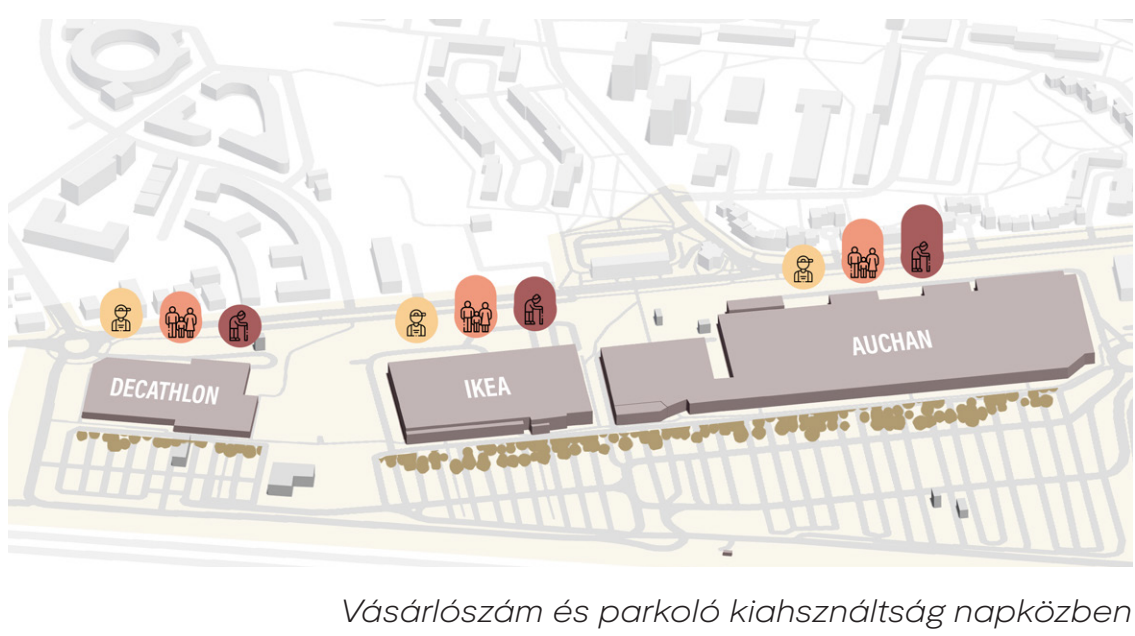 DECATHLON
IKEA
AUCHAN
Vásárlószám és parkoló kiahsználtság napközben